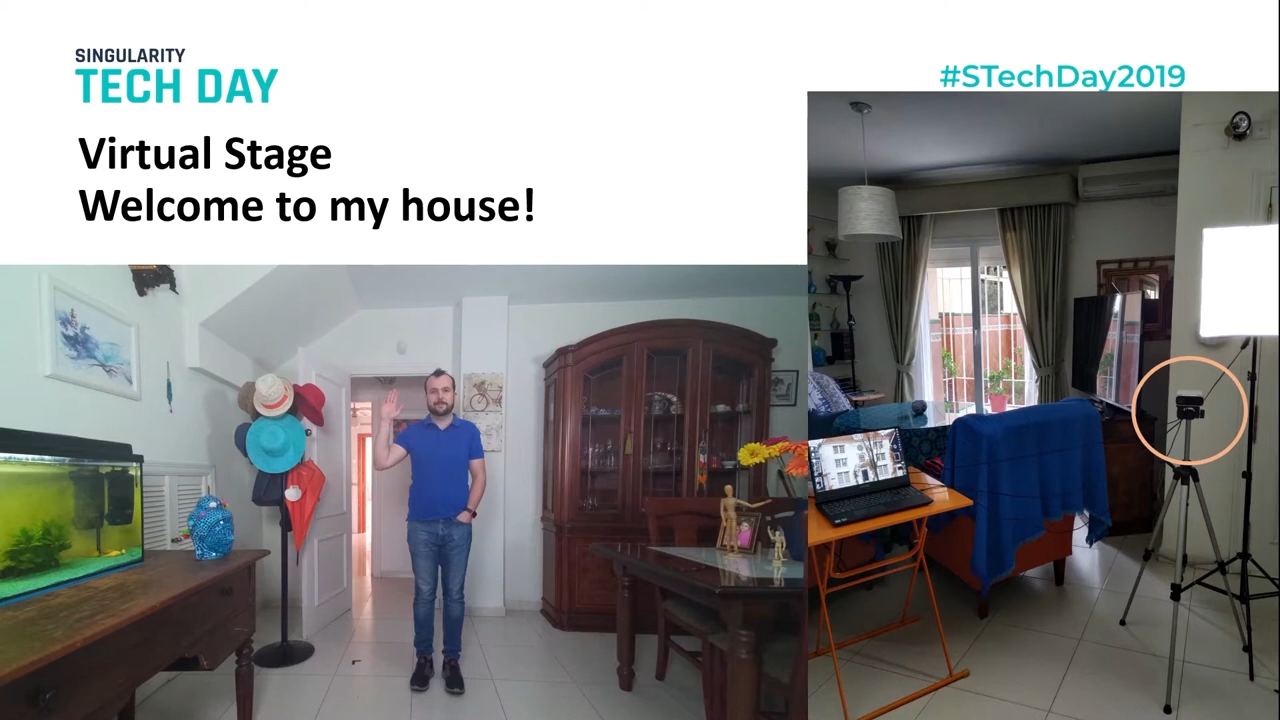 SINGULARITY
TECH DAY
#STechDay2019
Virtual Stage
Welcome to my house!